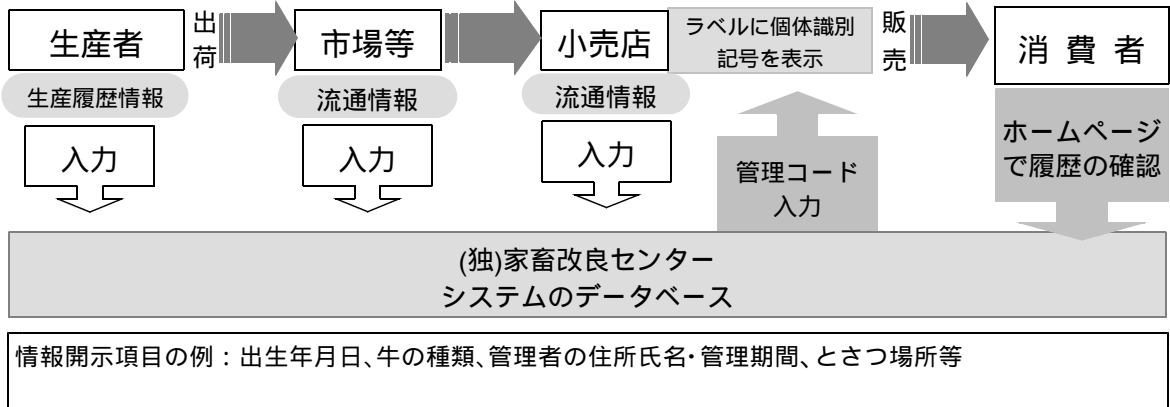 生産者
出荷
市場等
小売店
ラベルに個体識別
記号を表示
販売
消 費 者
生産履歴情報
流通情報
流通情報
入力
入力
入力
管理コード
入力
ホームページ
で履歴の確認
(独)家畜改良センター
システムのデータベース
情報開示項目の例：出生年月日、牛の種類、管理者の住所氏名・管理期間、とさつ場所等